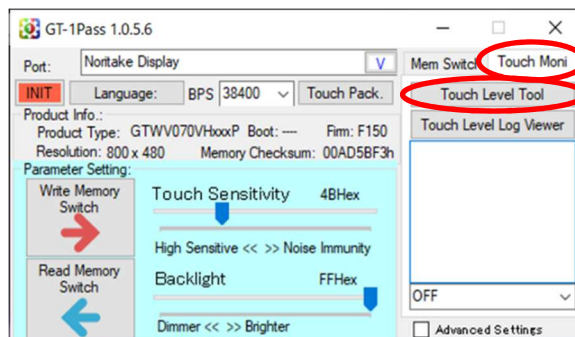 GT-1Pass 1.0.5.6
Port: Noritake Display V
Mem Switch Touch Moni
INIT Language: BPS 38400 Touch Pack.
Touch Level Tool
Product Info.:
Product Type: GTWV070VHxxxP Boot: ---- Firm: F150
Touch Level Log Viewer
Resolution: 800 x 480 Memory Checksum: 00AD5BF3h
Parameter Setting:
Write Memory
Switch
Touch Sensitivity 4BHex
High Sensitive << >> Noise Immunity
Read Memory
Switch
Backlight FFHex
OFF
Dimmer << >> Brighter
Advanced Settings